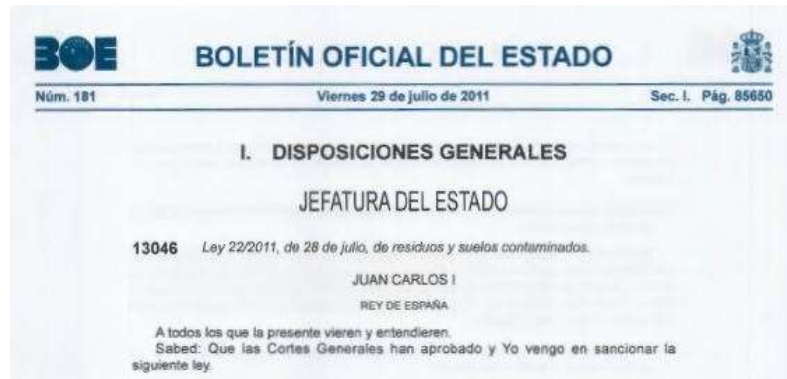 BOE BOLETÍN OFICIAL DEL ESTADO
Núm. 181 Viernes 29 de julio de 2011 Sec. I. Pág. 85650
I. DISPOSICIONES GENERALES
JEFATURA DEL ESTADO
13046 Ley 22/2011, de 28 de julio, de residuos y suelos contaminados.
JUAN CARLOS I
REY DE ESPAÑA
A todos los que la presente vieren y entendieren.
Sabed: Que las Cortes Generales han aprobado y Yo vengo en sancionar la
siguiente ley.